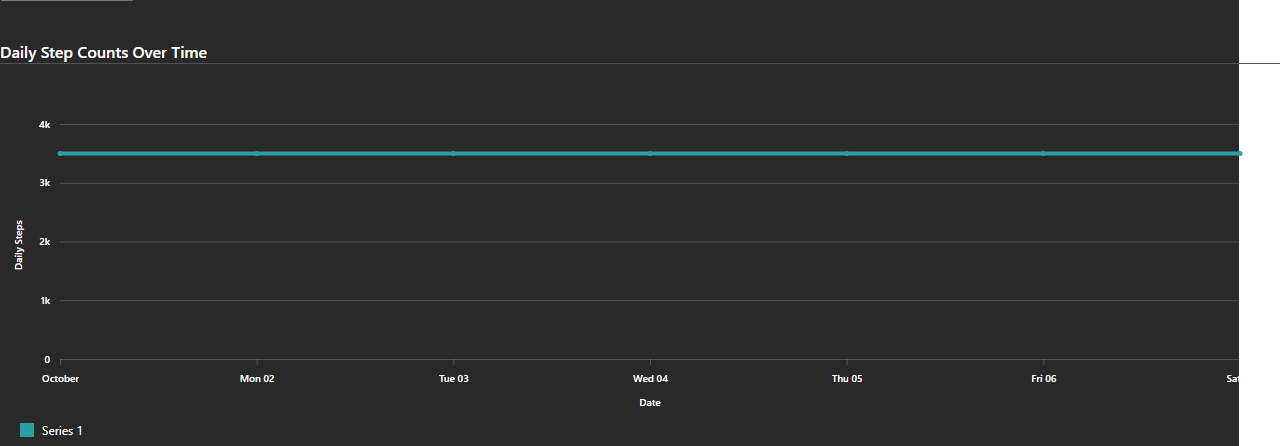 Daily Step Counts Over Time
4k
3k
2k
1k
0
Daily Steps
October Mon 02 Tue 03 Wed 04 Thu 05 Fri 06 Sat
Date
Series 1